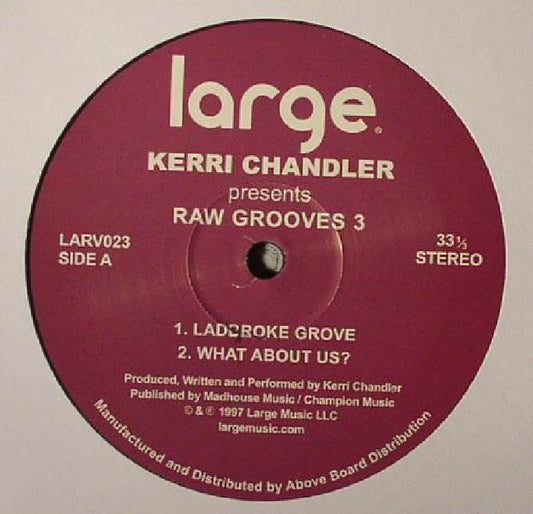 large®
KERRI CHANDLER
presents
RAW GROOVES 3
LARV023
SIDE A
33⅓
STEREO
1. LADBROKE GROVE
2. WHAT ABOUT US?
Produced, Written and Performed by Kerri Chandler
Published by Madhouse Music / Champion Music
© & ℗ 1997 Large Music LLC
largemusic.com
Manufactured and Distributed by Above Board Distribution